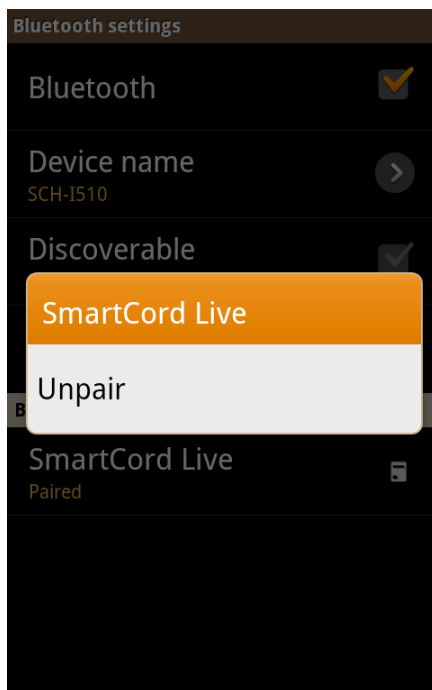 Bluetooth settings
Bluetooth
Device name
SCH-I510
Discoverable
SmartCord Live
Unpair
B
SmartCord Live
Paired